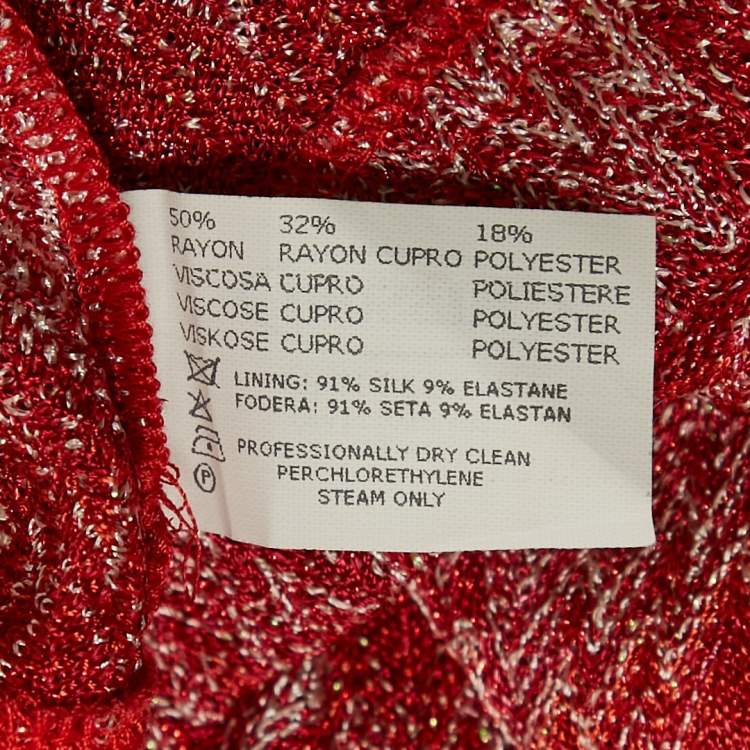 50% 32% 18%
RAYON RAYON CUPRO POLYESTER
VISCOSA CUPRO POLIESTERE
VISCOSE CUPRO POLYESTER
VISKOSE CUPRO POLYESTER
LINING: 91% SILK 9% ELASTANE
FODERA: 91% SETA 9% ELASTAN
PROFESSIONALLY DRY CLEAN
P PERCHLORETHYLENE
STEAM ONLY